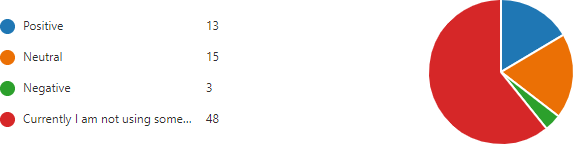 Positive 13
Neutral 15
Negative 3
Currently I am not using some... 48